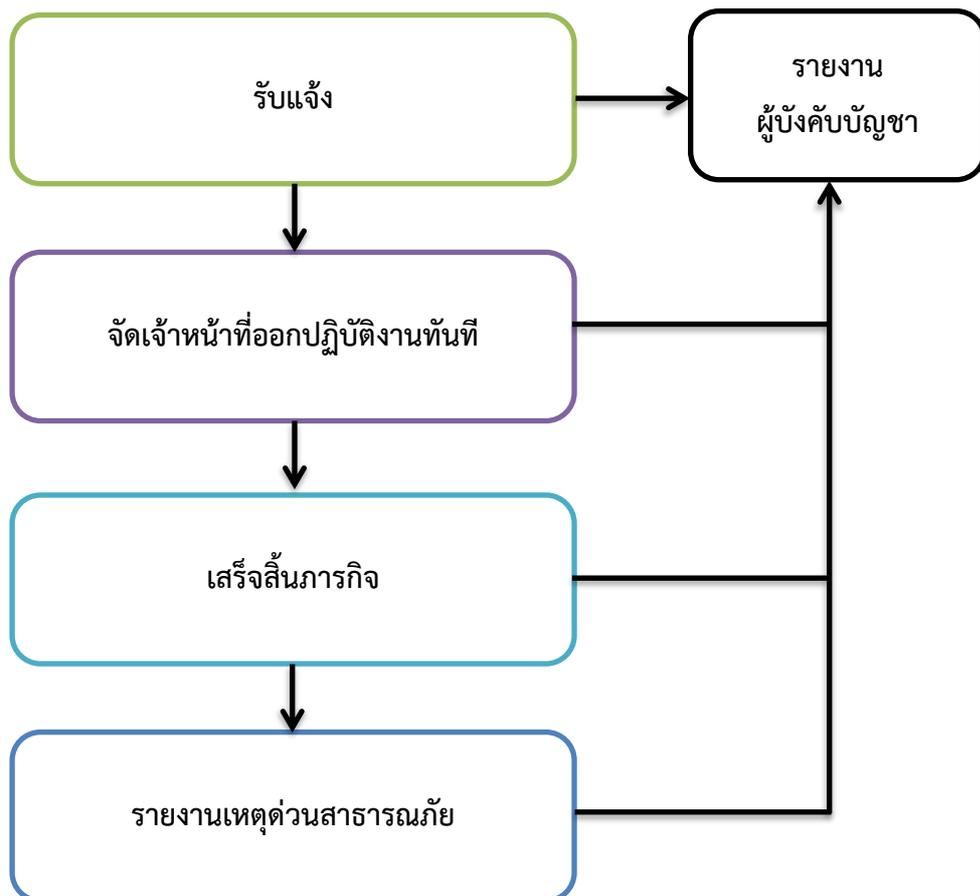 รับแจ้ง
รายงาน
ผู้บังคับบัญชา
จัดเจ้าหน้าที่ออกปฏิบัติงานทันที
เสร็จสิ้นภารกิจ
รายงานเหตุด่วนสาธารณภัย